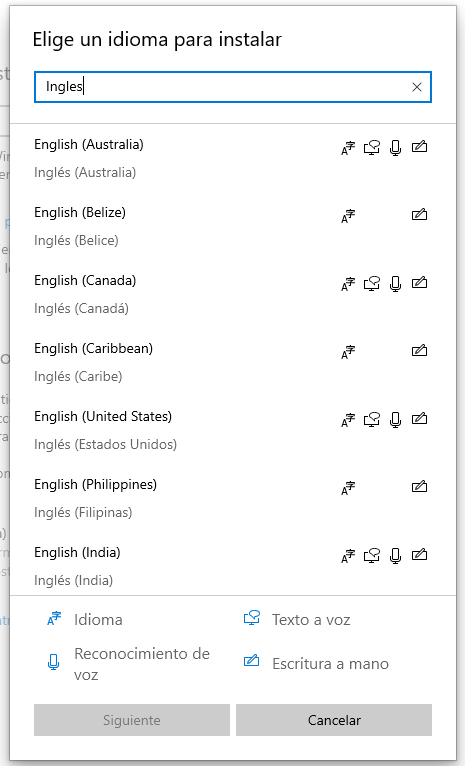 Elige un idioma para instalar
Ingles
English (Australia)
Inglés (Australia)
English (Belize)
Inglés (Belice)
English (Canada)
Inglés (Canadá)
English (Caribbean)
Inglés (Caribe)
English (United States)
Inglés (Estados Unidos)
English (Philippines)
Inglés (Filipinas)
English (India)
Inglés (India)
Idioma
Texto a voz
Reconocimiento de
voz
Escritura a mano
Siguiente
Cancelar